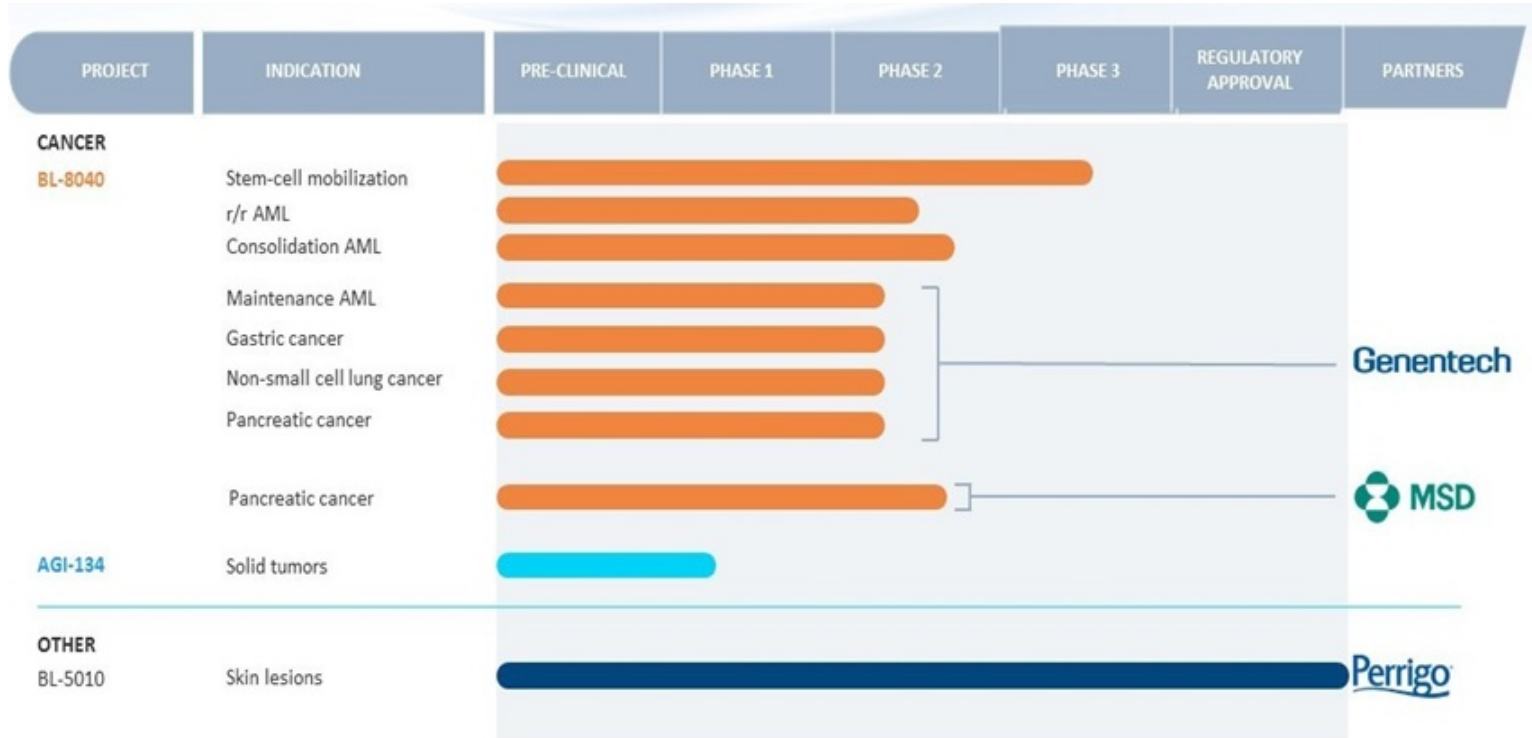 PROJECT INDICATION PRE-CLINICAL PHASE 1 PHASE 2 PHASE 3 REGULATORY APPROVAL PARTNERS
CANCER
BL-8040 Stem-cell mobilization
r/r AML
Consolidation AML
Maintenance AML
Gastric cancer
Genentech
Non-small cell lung cancer
Pancreatic cancer
Pancreatic cancer MSD
AGI-134 Solid tumors
OTHER
BL-5010 Skin lesions Perrigo